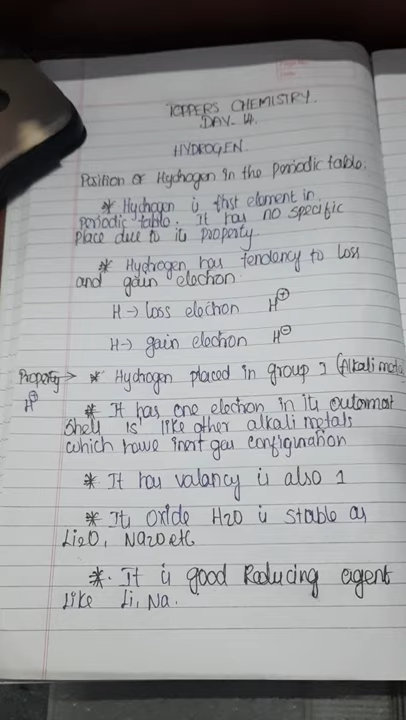 TOPPERS CHEMISTRY.
DAY- 14.
HYDROGEN.
Position of Hydrogen in the periodic table.
* Hydrogen is first element in
periodic table. It has no specific
place due to its property.
* Hydrogen has tendency to loss
and gain electron.
H → loss electron H⊕
H → gain electron H⊖
Property → * Hydrogen placed in group 1 (Alkali metal
H⊕
* It has one electron in its outermost
shell is like other alkali metals
which have inert gas configuration
* It has valancy is also 1
* Its oxide H2O is stable as
Li2O, Na2O etc.
*. It is good Reducing agent
Like Li, Na.